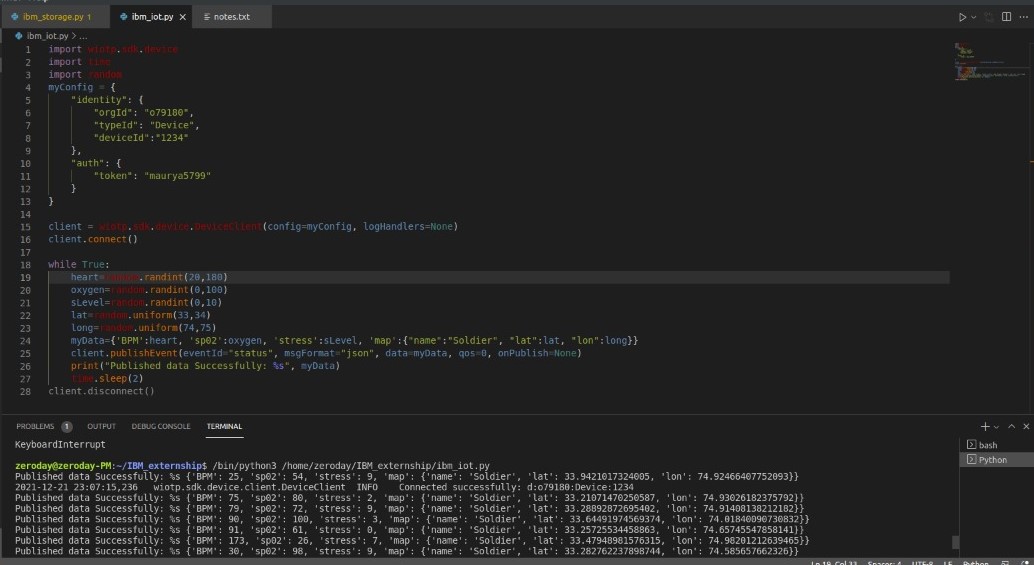 ibm_storage.py 1
ibm_iot.py
notes.txt
ibm_iot.py > ...
1 import wiotp.sdk.device
2 import time
3 import random
4 myConfig = {
5 "identity": {
6 "orgId": "o79180",
7 "typeId": "Device",
8 "deviceId":"1234"
9 },
10 "auth": {
11 "token": "maurya5799"
12 }
13 }
14
15 client = wiotp.sdk.device.DeviceClient(config=myConfig, logHandlers=None)
16 client.connect()
17
18 while True:
19 heart=random.randint(20,180)
20 oxygen=random.randint(0,100)
21 sLevel=random.randint(0,10)
22 lat=random.uniform(33,34)
23 long=random.uniform(74,75)
24 myData={'BPM':heart, 'sp02':oxygen, 'stress':sLevel, 'map':{"name":"Soldier", "lat":lat, "lon":long}}
25 client.publishEvent(eventId="status", msgFormat="json", data=myData, qos=0, onPublish=None)
26 print("Published data Successfully: %s", myData)
27 time.sleep(2)
28 client.disconnect()
PROBLEMS 1 OUTPUT DEBUG CONSOLE TERMINAL
KeyboardInterrupt
bash
Python
zeroday@zeroday-PM:~/IBM_externship$ /bin/python3 /home/zeroday/IBM_externship/ibm_iot.py
Published data Successfully: %s {'BPM': 25, 'sp02': 54, 'stress': 9, 'map': {'name': 'Soldier', 'lat': 33.9421017324005, 'lon': 74.92466407752093}}
2021-12-21 23:07:15,236 wiotp.sdk.device.client.DeviceClient INFO Connected successfully: d:o79180:Device:1234
Published data Successfully: %s {'BPM': 75, 'sp02': 80, 'stress': 2, 'map': {'name': 'Soldier', 'lat': 33.21071470250587, 'lon': 74.93026182375792}}
Published data Successfully: %s {'BPM': 79, 'sp02': 72, 'stress': 9, 'map': {'name': 'Soldier', 'lat': 33.28892872695402, 'lon': 74.91408138212182}}
Published data Successfully: %s {'BPM': 90, 'sp02': 100, 'stress': 3, 'map': {'name': 'Soldier', 'lat': 33.64491974569374, 'lon': 74.01840090730832}}
Published data Successfully: %s {'BPM': 91, 'sp02': 61, 'stress': 0, 'map': {'name': 'Soldier', 'lat': 33.25725534458863, 'lon': 74.65745547858141}}
Published data Successfully: %s {'BPM': 173, 'sp02': 26, 'stress': 7, 'map': {'name': 'Soldier', 'lat': 33.47948981576315, 'lon': 74.98201212639465}}
Published data Successfully: %s {'BPM': 30, 'sp02': 98, 'stress': 9, 'map': {'name': 'Soldier', 'lat': 33.282762237898744, 'lon': 74.585657662326}}
Ln 19, Col 33 Spaces: 4 UTF-8 LF Python